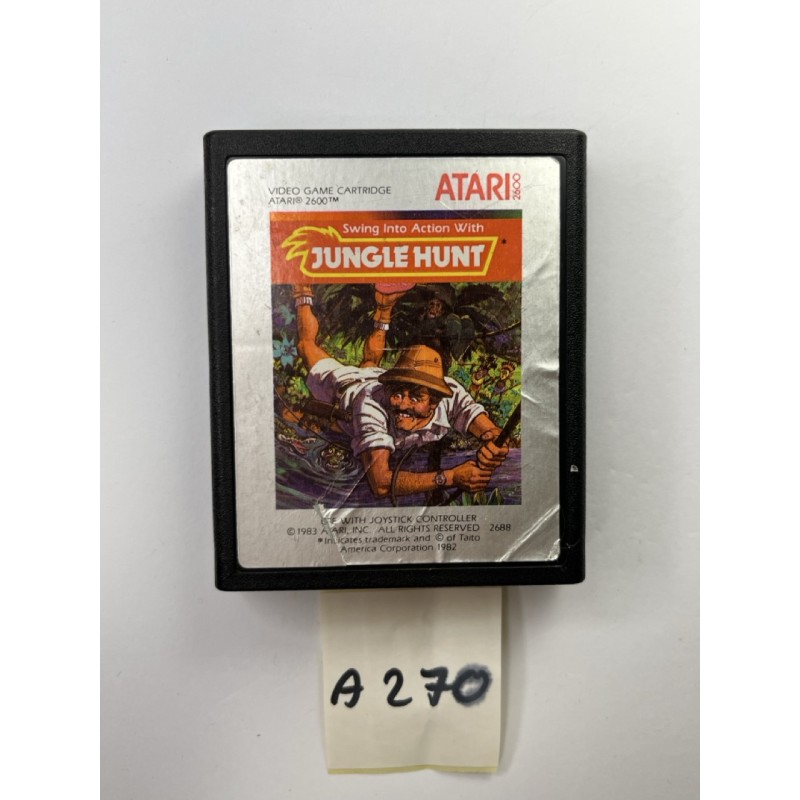 VIDEO GAME CARTRIDGE
ATARI® 2600™
ATARI 2600
Swing Into Action With
JUNGLE HUNT*
USE WITH JOYSTICK CONTROLLER
© 1983 ATARI, INC. ALL RIGHTS RESERVED 2688
*Indicates trademark and © of Taito
America Corporation 1982
A 270